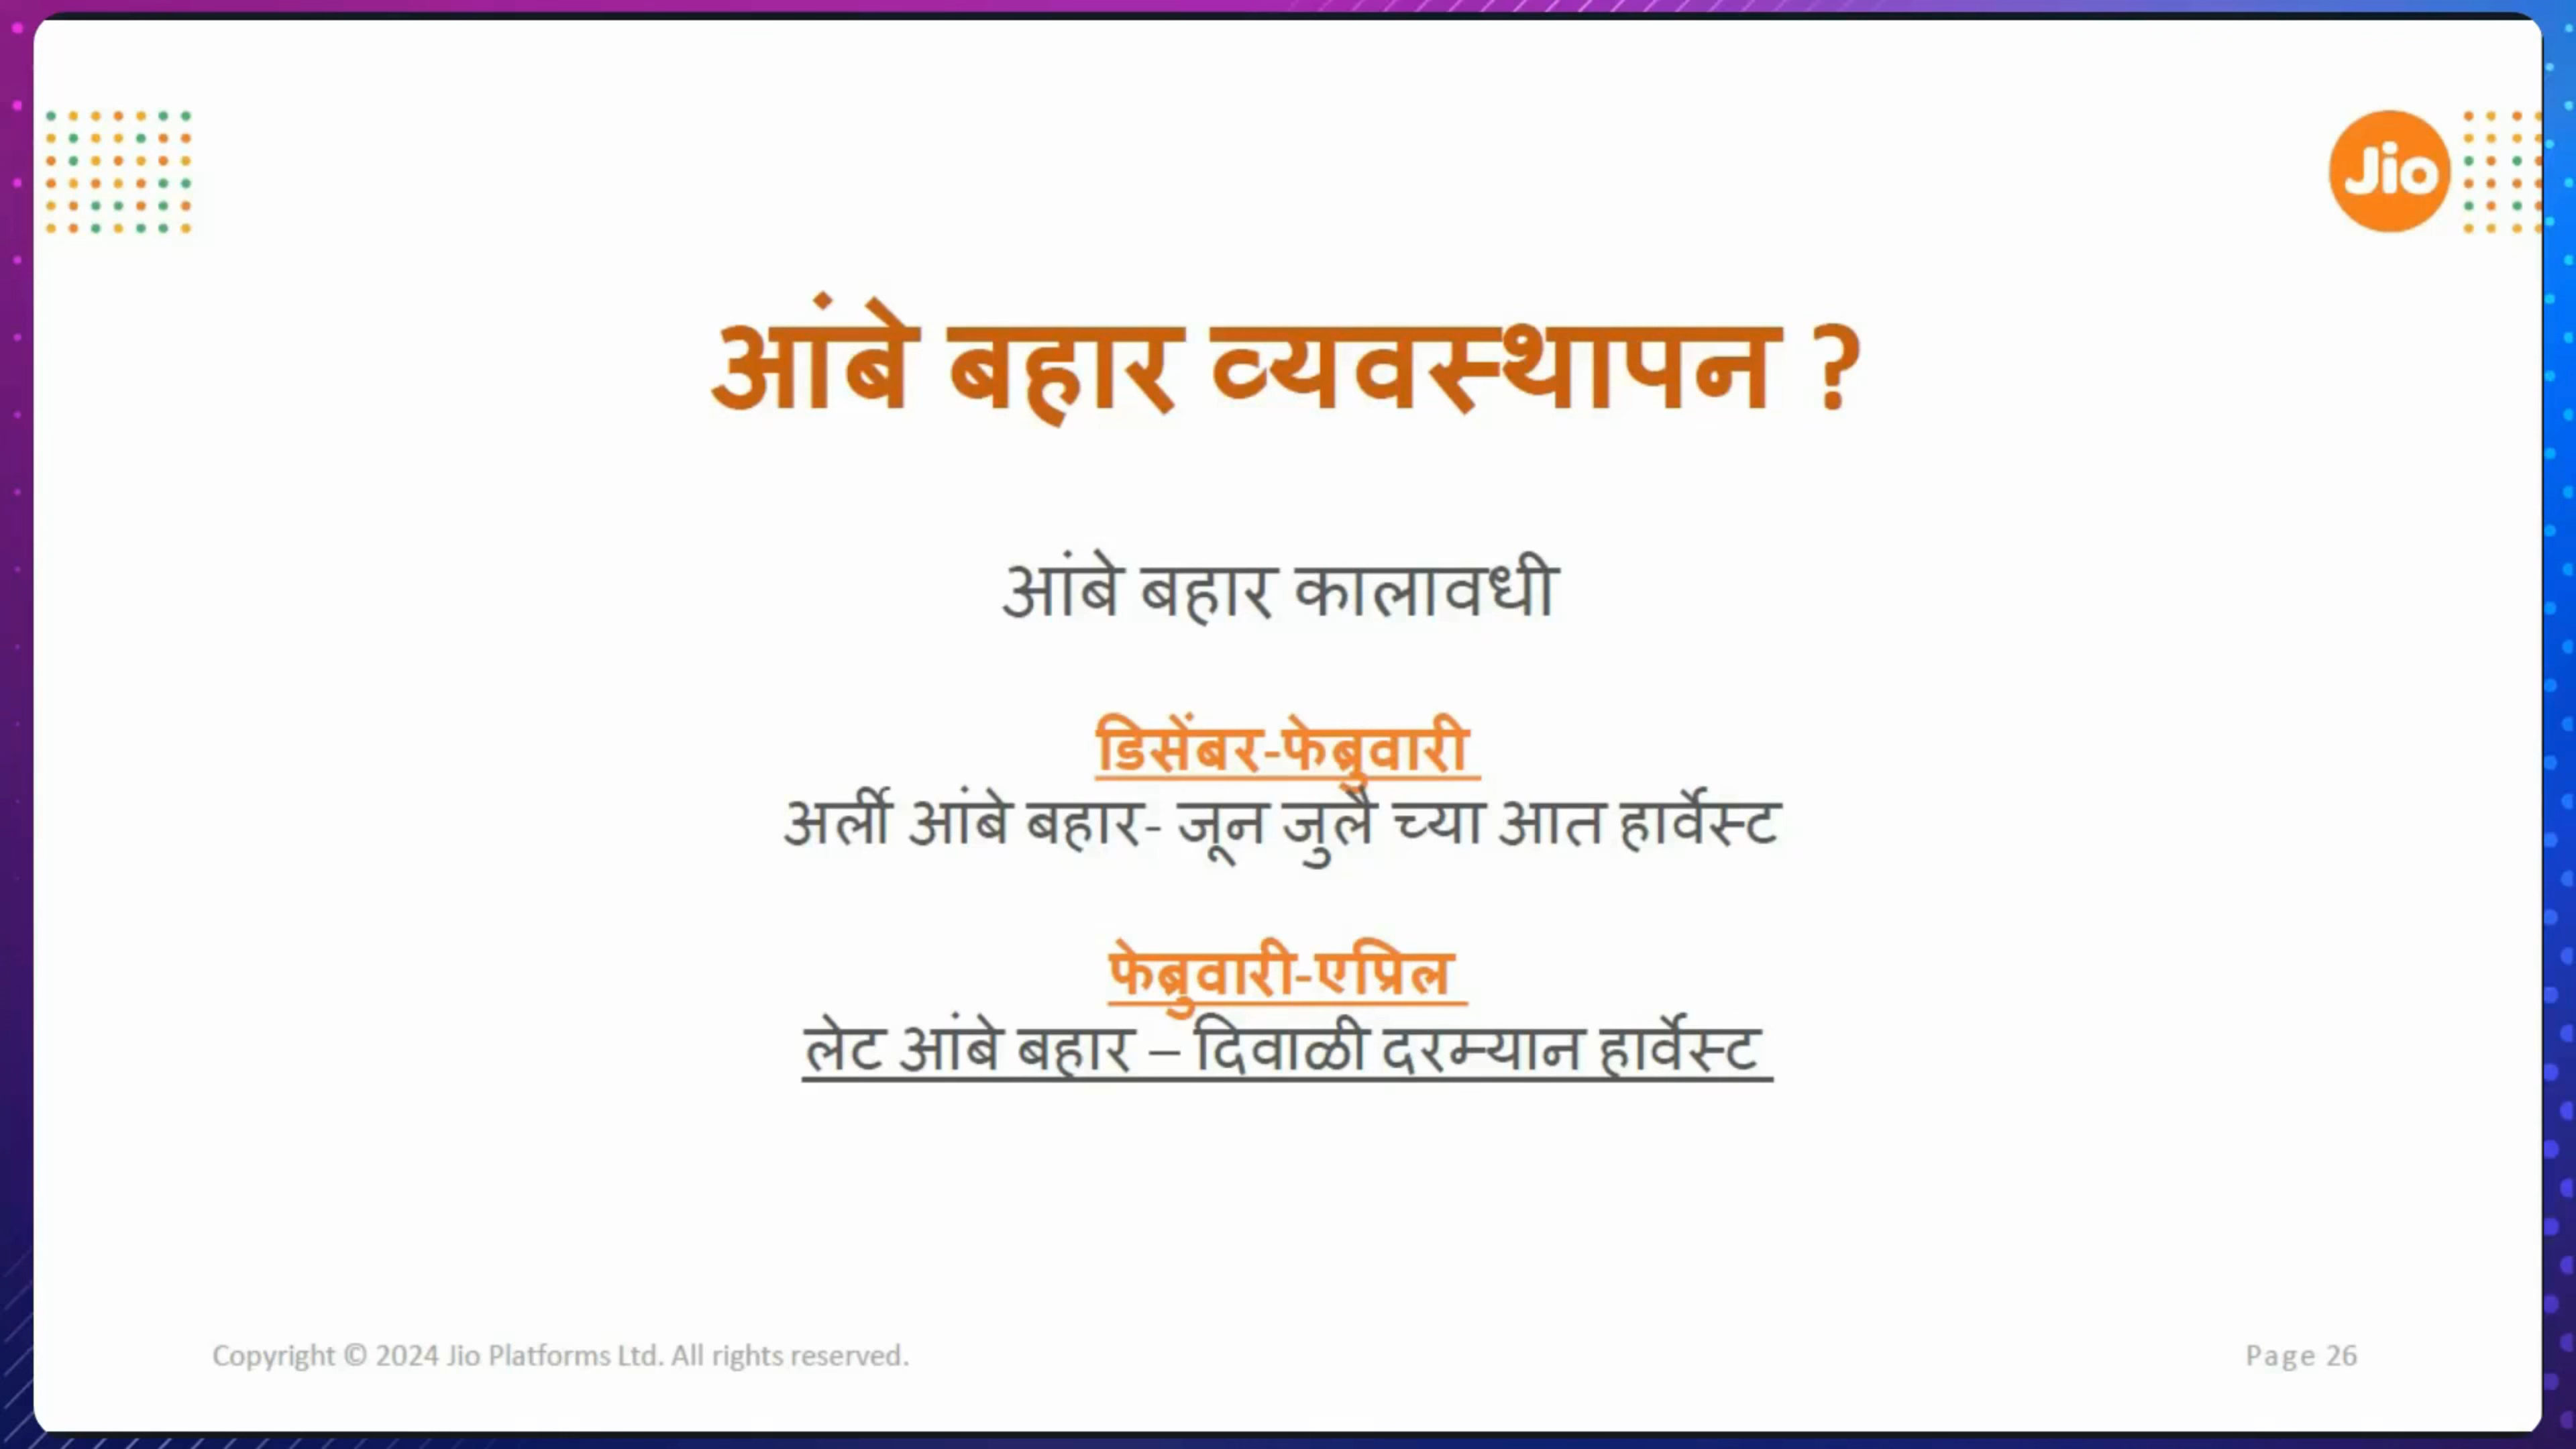 Jio
आंबे बहार व्यवस्थापन ?
आंबे बहार कालावधी
डिसेंबर-फेब्रुवारी
अर्ली आंबे बहार- जून जुलै च्या आत हार्वेस्ट
फेब्रुवारी-एप्रिल
लेट आंबे बहार – दिवाळी दरम्यान हार्वेस्ट
Copyright © 2024 Jio Platforms Ltd. All rights reserved.
Page 26